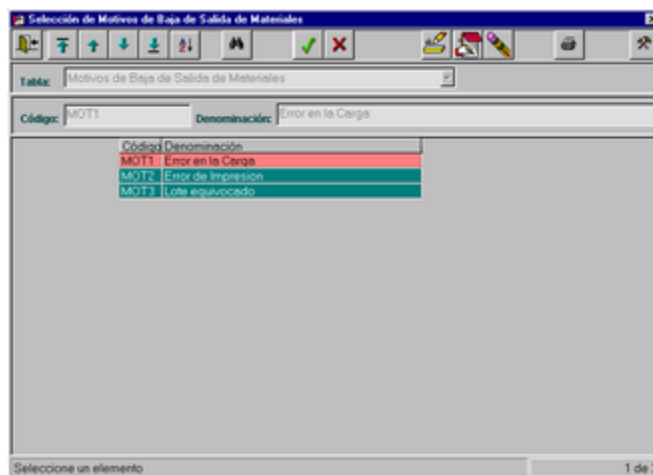 Selección de Motivos de Baja de Salida de Materiales
Tabla: Motivos de Baja de Salida de Materiales
Código: MOT1 Denominación: Error en la Carga
Código Denominación
MOT1 Error en la Carga
MOT2 Error de Impresion
MOT3 Lote equivocado
Seleccione un elemento 1 de